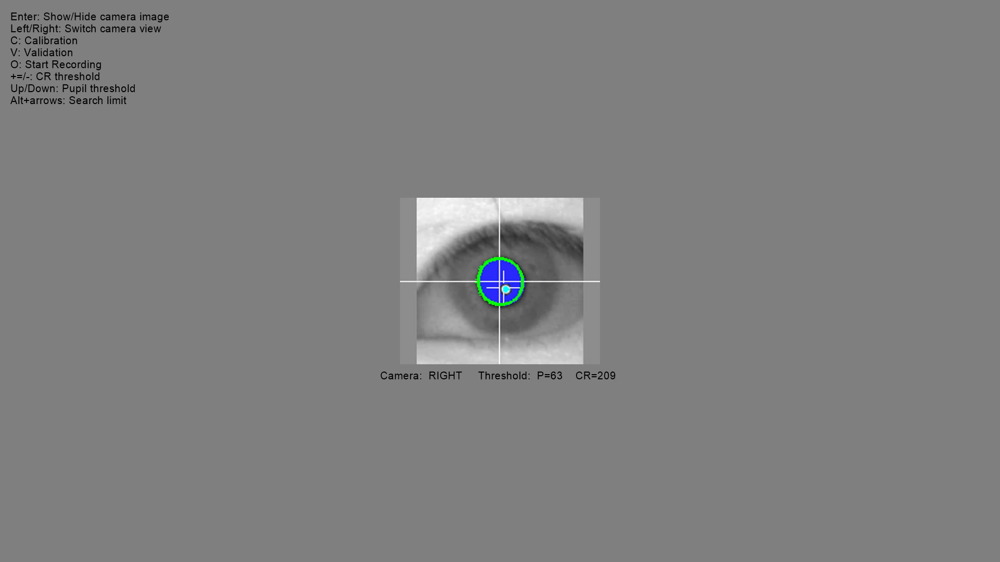 Enter: Show/Hide camera image
Left/Right: Switch camera view
C: Calibration
V: Validation
O: Start Recording
+=/-: CR threshold
Up/Down: Pupil threshold
Alt+arrows: Search limit
Camera: RIGHT Threshold: P=63 CR=209